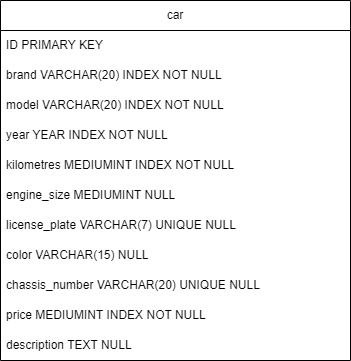 car
ID PRIMARY KEY
brand VARCHAR(20) INDEX NOT NULL
model VARCHAR(20) INDEX NOT NULL
year YEAR INDEX NOT NULL
kilometres MEDIUMINT INDEX NOT NULL
engine_size MEDIUMINT NULL
license_plate VARCHAR(7) UNIQUE NULL
color VARCHAR(15) NULL
chassis_number VARCHAR(20) UNIQUE NULL
price MEDIUMINT INDEX NOT NULL
description TEXT NULL